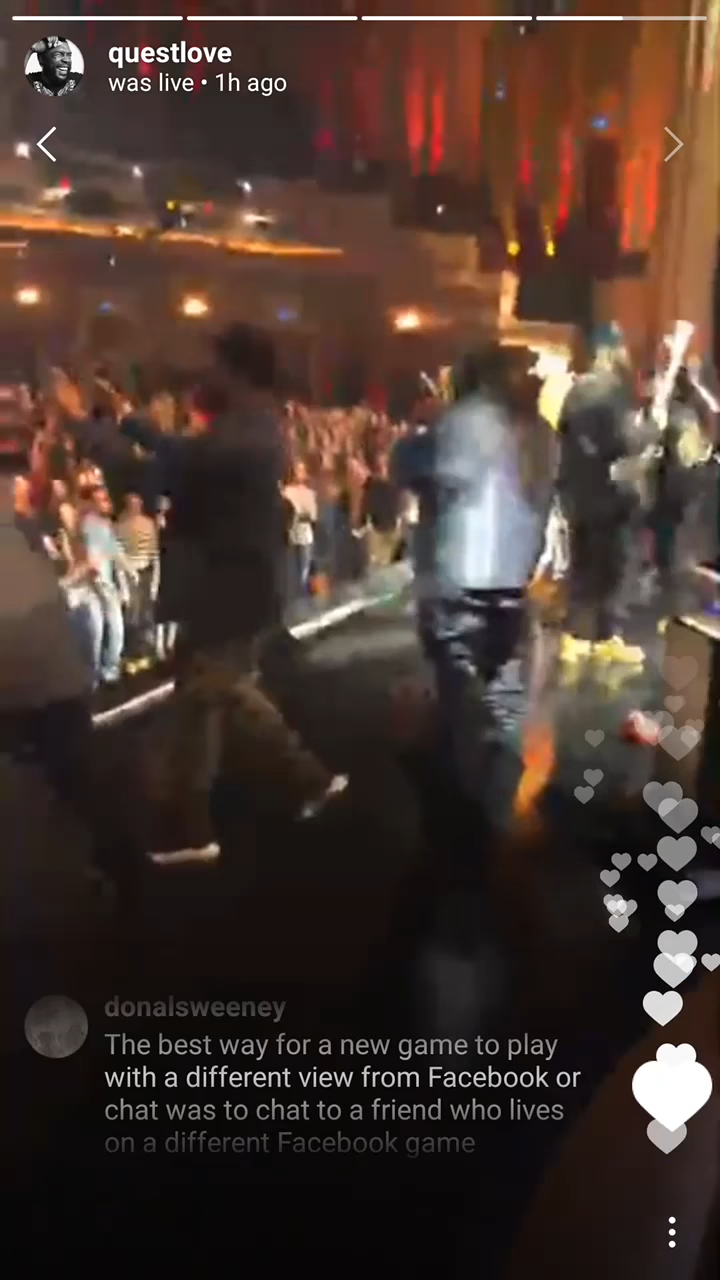 questlove
was live • 1h ago
donalsweeney
The best way for a new game to play
with a different view from Facebook or
chat was to chat to a friend who lives
on a different Facebook game